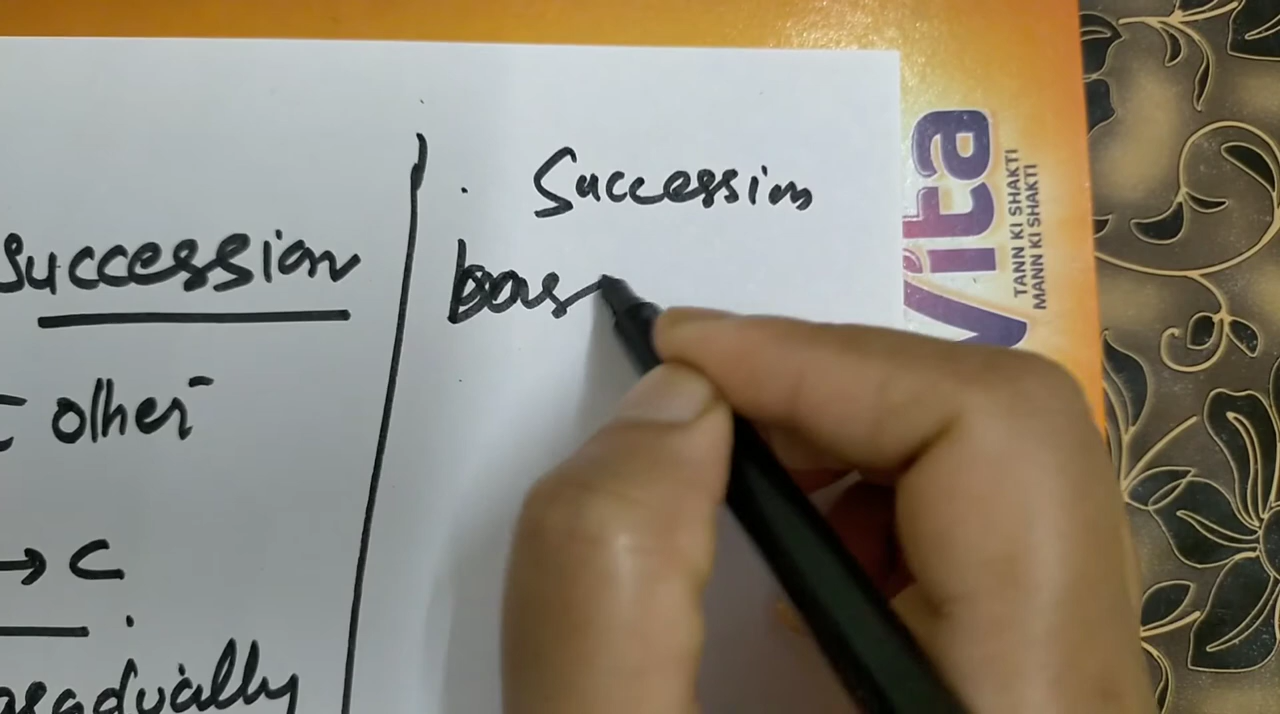 Succession
other
→ C
gradually
Succession
bas
Vita
TANN KI SHAKTI
MANN KI SHAKTI